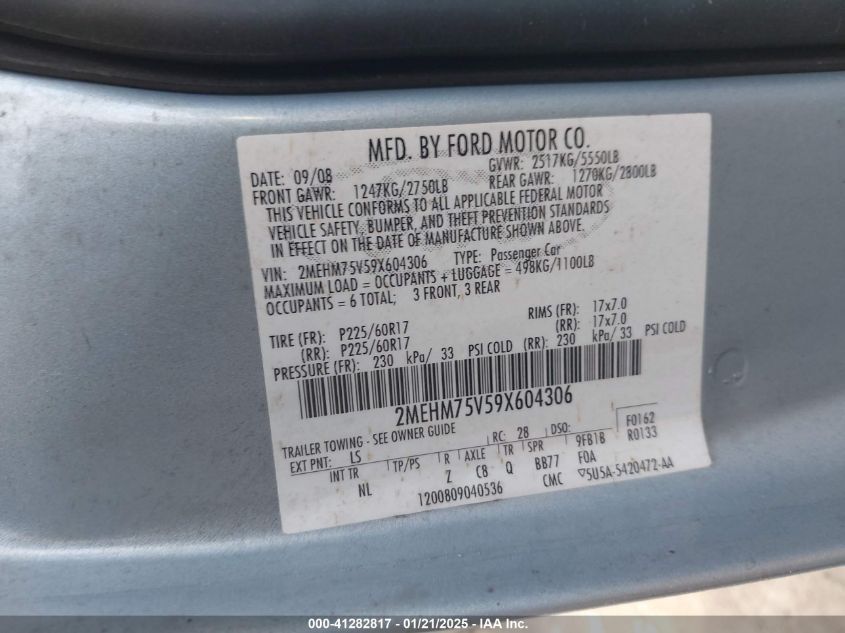 MFD. BY FORD MOTOR CO.
DATE: 09/08 GVWR: 2517KG/5550LB
FRONT GAWR: 1247KG/2750LB REAR GAWR: 1270KG/2800LB
THIS VEHICLE CONFORMS TO ALL APPLICABLE FEDERAL MOTOR
VEHICLE SAFETY, BUMPER, AND THEFT PREVENTION STANDARDS
IN EFFECT ON THE DATE OF MANUFACTURE SHOWN ABOVE.
VIN: 2MEHM75V59X604306 TYPE: Passenger Car
MAXIMUM LOAD = OCCUPANTS + LUGGAGE = 498KG/1100LB
OCCUPANTS = 6 TOTAL; 3 FRONT, 3 REAR
TIRE (FR): P225/60R17 RIMS (FR): 17x7.0
(RR): P225/60R17 (RR): 17x7.0
PRESSURE (FR): 230 kPa/ 33 PSI COLD (RR): 230 kPa/ 33 PSI COLD
2MEHM75V59X604306
TRAILER TOWING - SEE OWNER GUIDE
EXT PNT: LS RC: 28 DSO: F0162
INT TR TP/PS R AXLE TR SPR 9FB1B R0133
NL Z C8 Q BB77 F0A
1200809040536 CMC 5U5A-5420472-AA
000-41282817 - 01/21/2025 - IAA Inc.